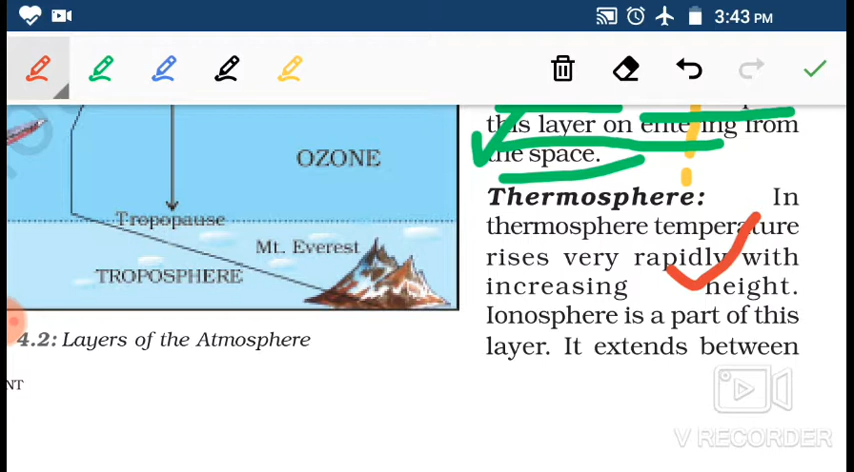 3:43 PM
this layer on entering from
the space.
OZONE
Thermosphere: In
Tropopause
thermosphere temperature
Mt. Everest
rises very rapidly with
TROPOSPHERE
increasing height.
Ionosphere is a part of this
4.2: Layers of the Atmosphere
layer. It extends between
NT
V RECORDER